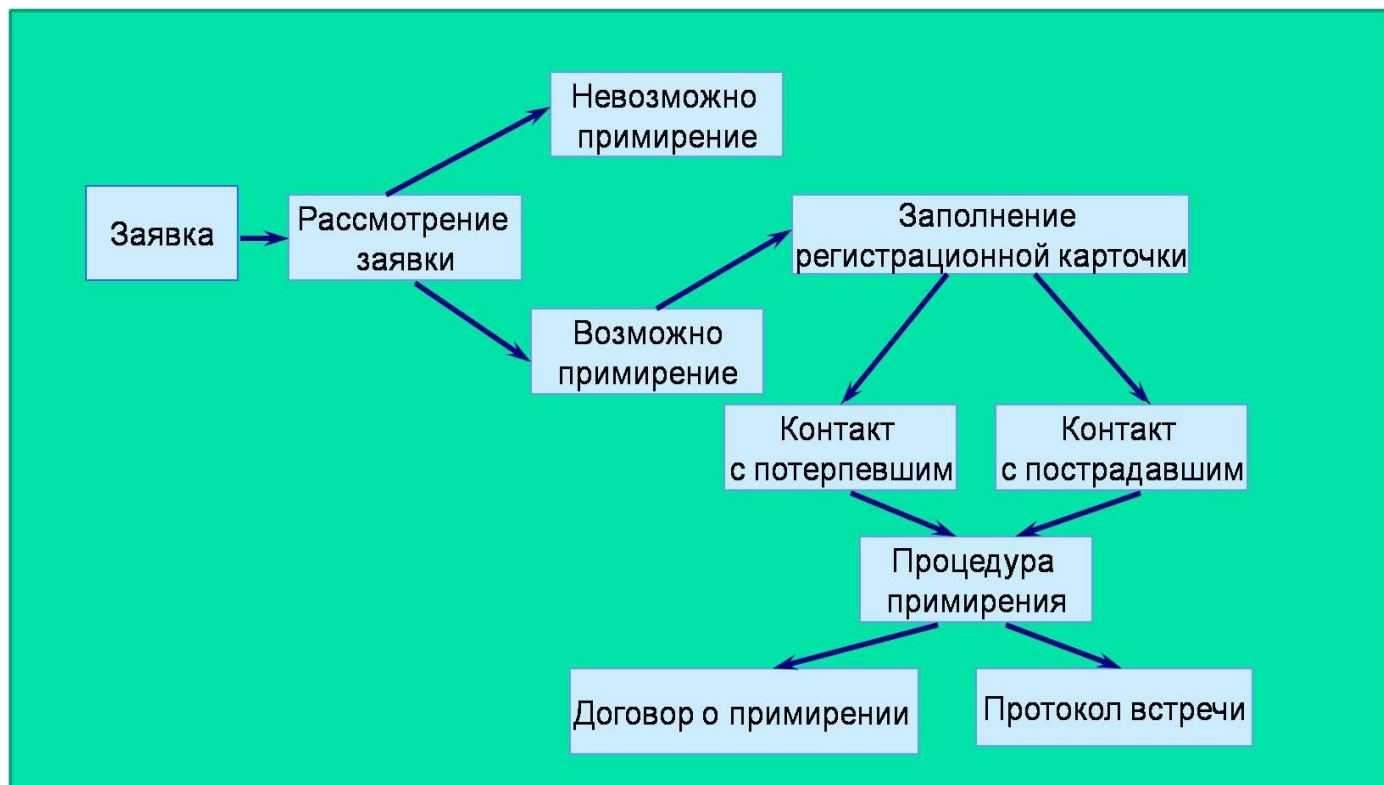 Невозможно
примирение
Заявка
Рассмотрение
заявки
Заполнение
регистрационной карточки
Возможно
примирение
Контакт
с потерпевшим
Контакт
с пострадавшим
Процедура
примирения
Договор о примирении
Протокол встречи